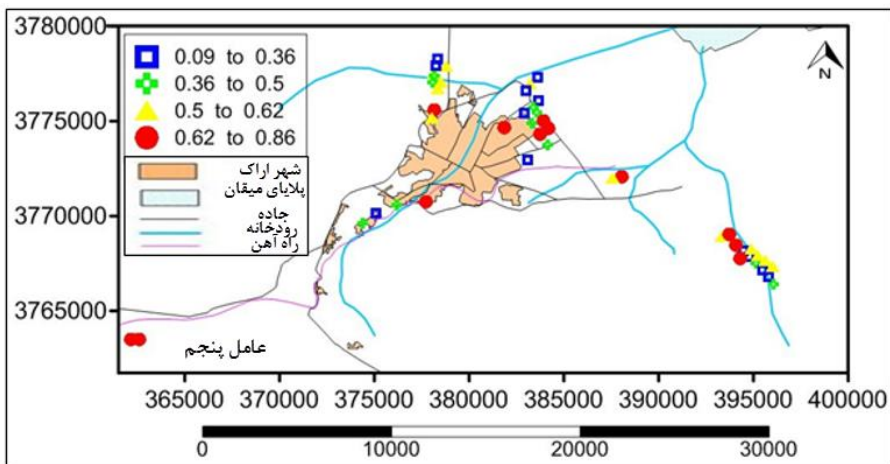 3780000
3775000
3770000
3765000
0.09 to 0.36
0.36 to 0.5
0.5 to 0.62
0.62 to 0.86
شهر اراک
پلایای میقان
جاده
رودخانه
راه آهن
N
عامل پنجم
365000 370000 375000 380000 385000 390000 395000 400000
0 10000 20000 30000